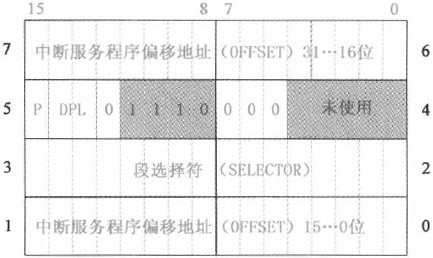 15 8 7 0
7 中断服务程序偏移地址（OFFSET）31…16位 6
5 P DPL 0 1 1 1 0 0 0 0 未使用 4
3 段选择符（SELECTOR） 2
1 中断服务程序偏移地址（OFFSET）15…0位 0